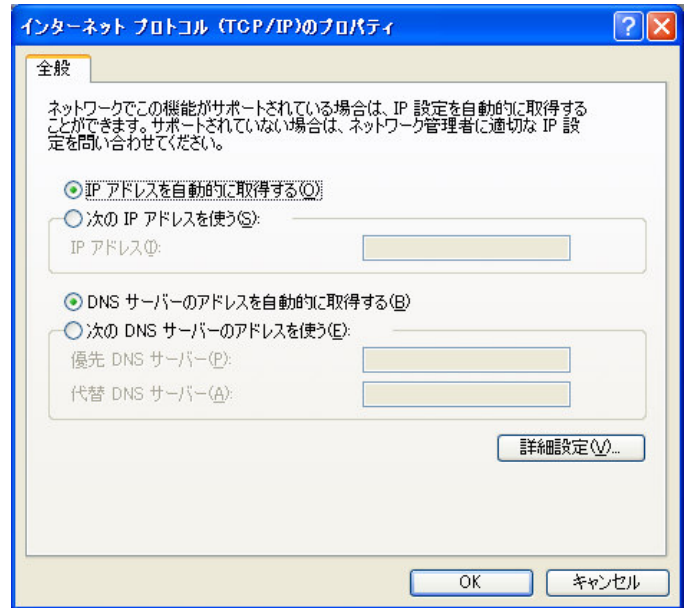 インターネット プロトコル (TCP/IP)のプロパティ
全般
ネットワークでこの機能がサポートされている場合は、IP 設定を自動的に取得する
ことができます。サポートされていない場合は、ネットワーク管理者に適切な IP 設
定を問い合わせてください。
IP アドレスを自動的に取得する(O)
次の IP アドレスを使う(S):
IP アドレス(I):
DNS サーバーのアドレスを自動的に取得する(B)
次の DNS サーバーのアドレスを使う(E):
優先 DNS サーバー(P):
代替 DNS サーバー(A):
詳細設定(V)...
OK
キャンセル